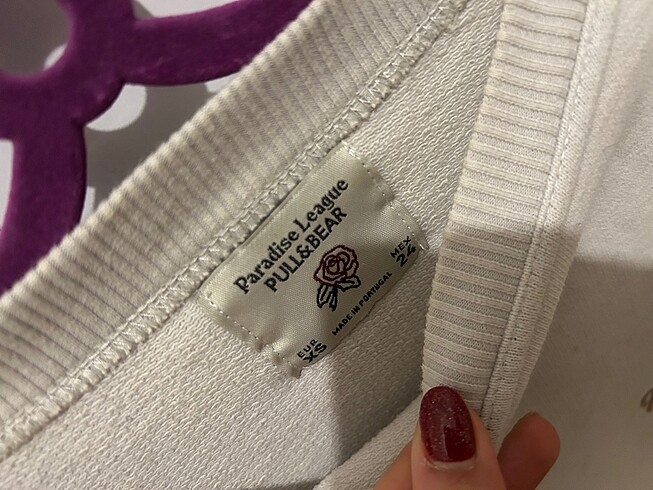 Paradise League
PULL&BEAR
MADE IN PORTUGAL
EUR
XS
MEX
24